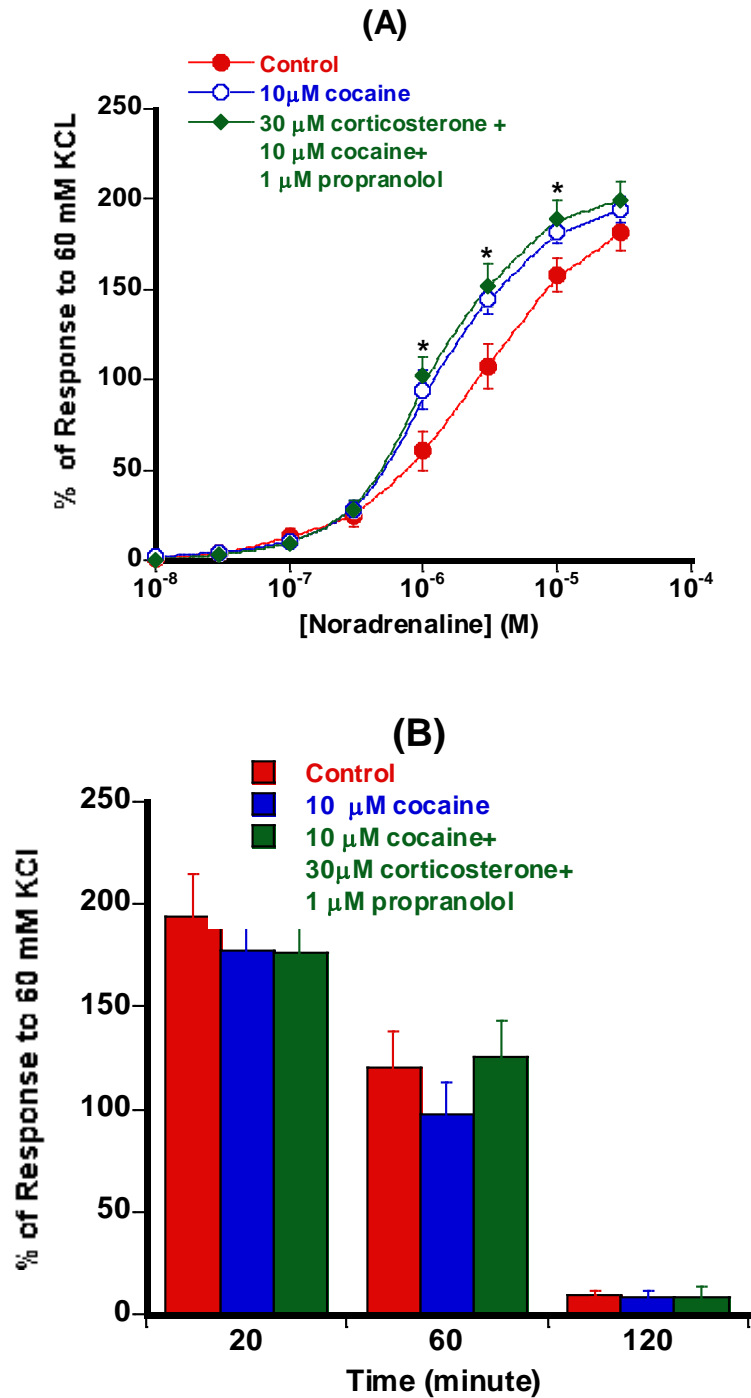 (A)
Control
10μM cocaine
30 μM corticosterone +
10 μM cocaine+
1 μM propranolol
% of Response to 60 mM KCL
250
200
150
100
50
0
*
*
*
10-8
10-7
10-6
10-5
10-4
[Noradrenaline] (M)
(B)
Control
10 μM cocaine
10 μM cocaine+
30μM corticosterone+
1 μM propranolol
% of Response to 60 mM KCl
250
200
150
100
50
0
20
60
120
Time (minute)